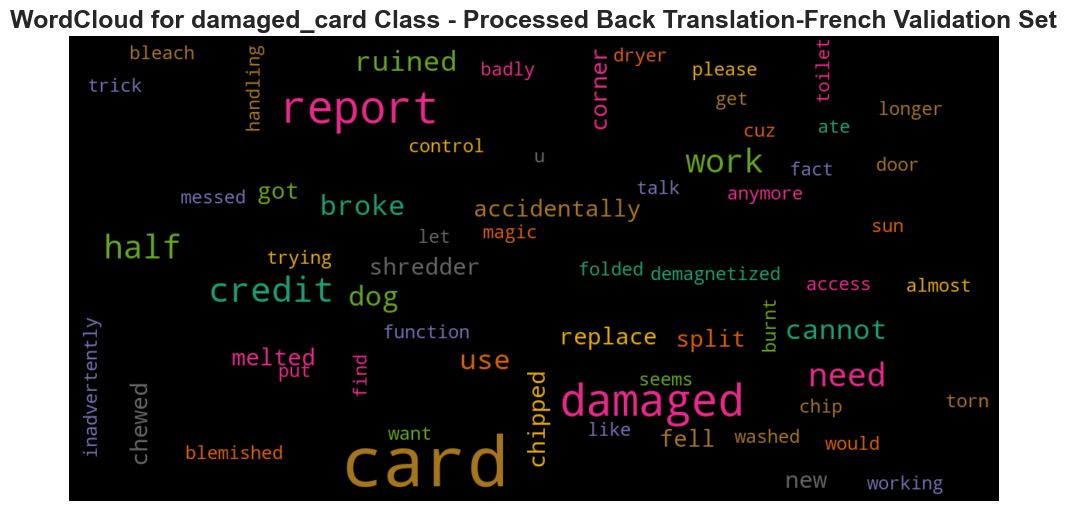 WordCloud for damaged_card Class - Processed Back Translation-French Validation Set
bleach
ruined
badly
dryer
please
toilet
trick
handling
report
corner
get
longer
cuz
ate
control
u
work
fact
door
messed
got
broke
accidentally
talk
anymore
half
let
magic
sun
trying
shredder
folded
demagnetized
access
almost
credit
dog
function
replace
split
burnt
cannot
inadvertently
melted
put
find
use
seems
need
chewed
chipped
damaged
chip
torn
blemished
want
like
fell
washed
would
card
new
working